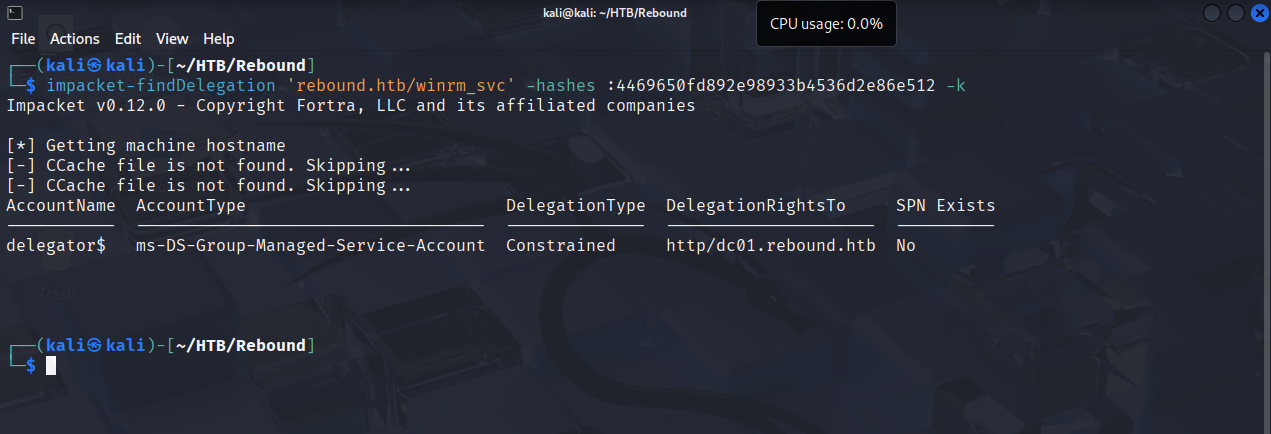 kali@kali: ~/HTB/Rebound
CPU usage: 0.0%
File Actions Edit View Help
┌──(kali㉿kali)-[~/HTB/Rebound]
└─$ impacket-findDelegation 'rebound.htb/winrm_svc' -hashes :4469650fd892e98933b4536d2e86e512 -k
Impacket v0.12.0 - Copyright Fortra, LLC and its affiliated companies
[*] Getting machine hostname
[-] CCache file is not found. Skipping...
[-] CCache file is not found. Skipping...
AccountName AccountType DelegationType DelegationRightsTo SPN Exists
----------- ----------------------------------- -------------- --------------------- ----------
delegator$ ms-DS-Group-Managed-Service-Account Constrained http/dc01.rebound.htb No
Trash
┌──(kali㉿kali)-[~/HTB/Rebound]
└─$